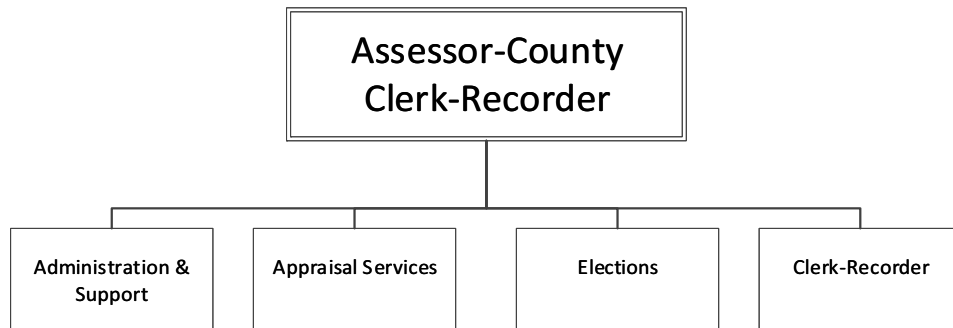 Assessor-County
Clerk-Recorder
Administration &
Support
Appraisal Services
Elections
Clerk-Recorder